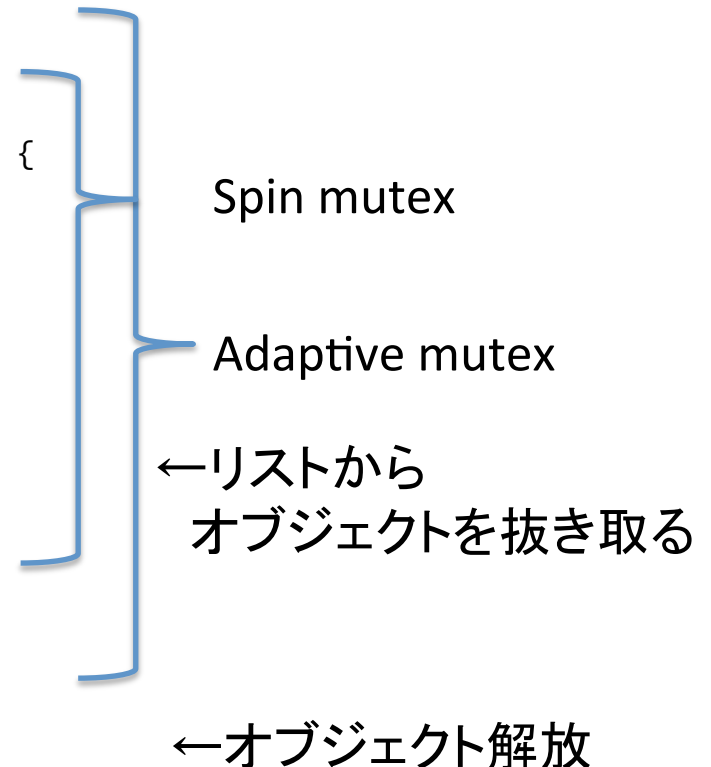 {
Spin mutex
Adaptive mutex
←リストから
オブジェクトを抜き取る
←オブジェクト解放